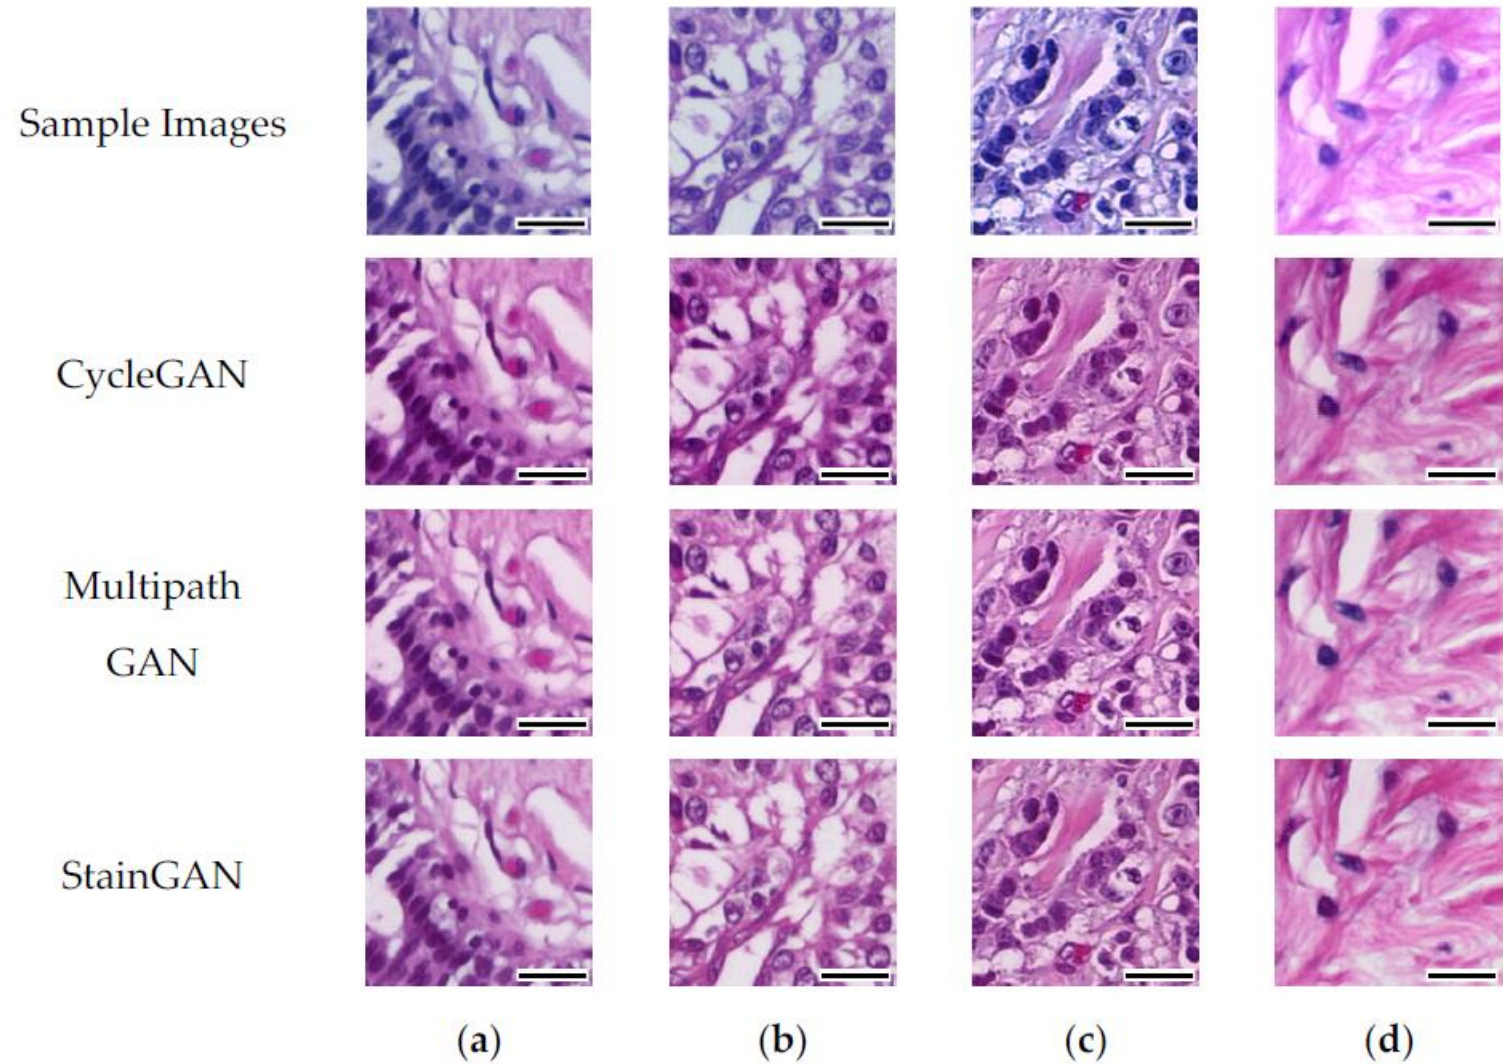 Sample Images
CycleGAN
Multipath
GAN
StainGAN
(a) (b) (c) (d)